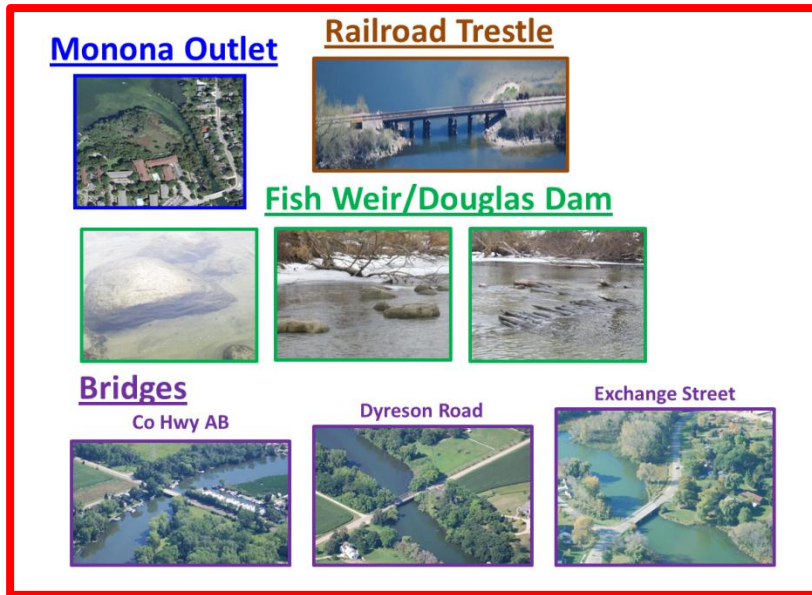 Monona Outlet
Railroad Trestle
Fish Weir/Douglas Dam
Bridges
Co Hwy AB
Dyreson Road
Exchange Street